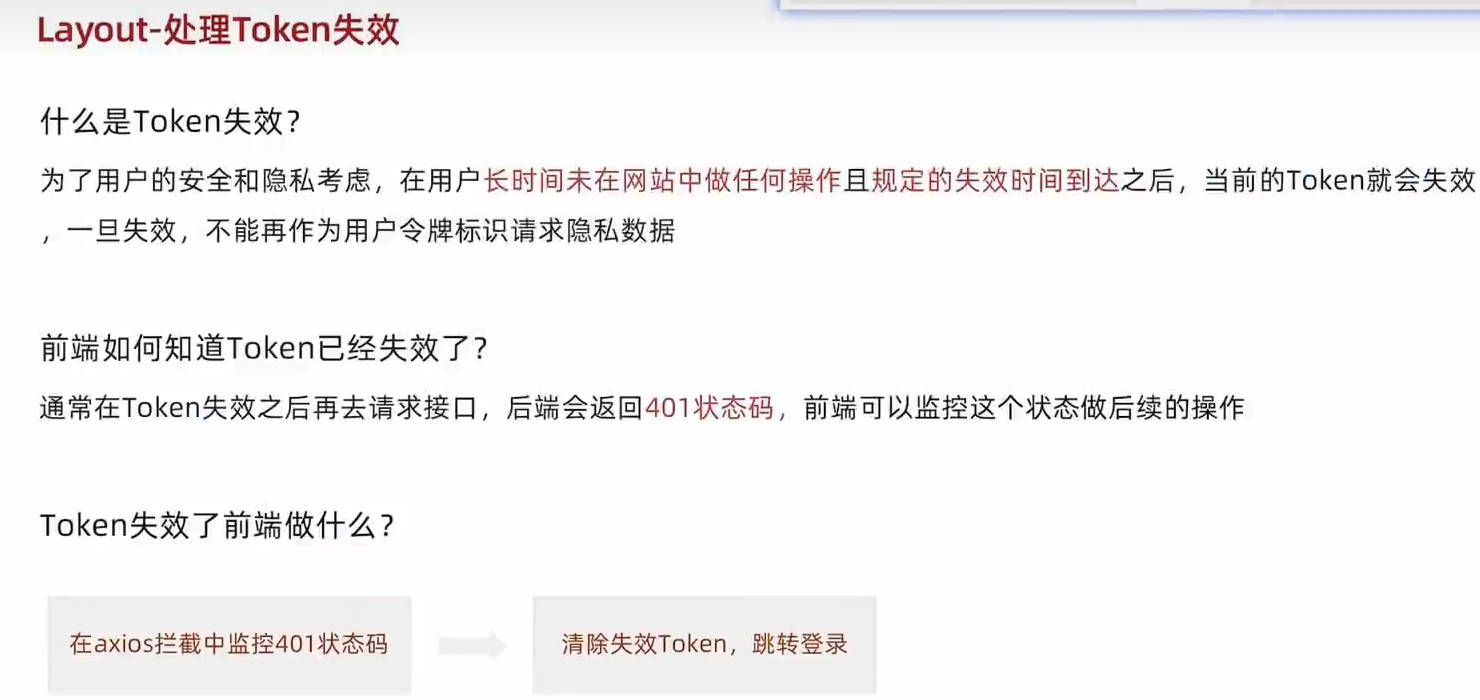 Layout-处理Token失效
什么是Token失效？
为了用户的安全和隐私考虑，在用户长时间未在网站中做任何操作且规定的失效时间到达之后，当前的Token就会失效
，一旦失效，不能再作为用户令牌标识请求隐私数据
前端如何知道Token已经失效了？
通常在Token失效之后再去请求接口，后端会返回401状态码，前端可以监控这个状态做后续的操作
Token失效了前端做什么？
在axios拦截中监控401状态码
清除失效Token，跳转登录